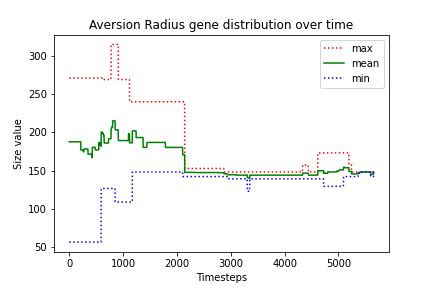 Aversion Radius gene distribution over time
max
mean
min
Size value
300
250
200
150
100
50
0
1000
2000
3000
4000
5000
Timesteps